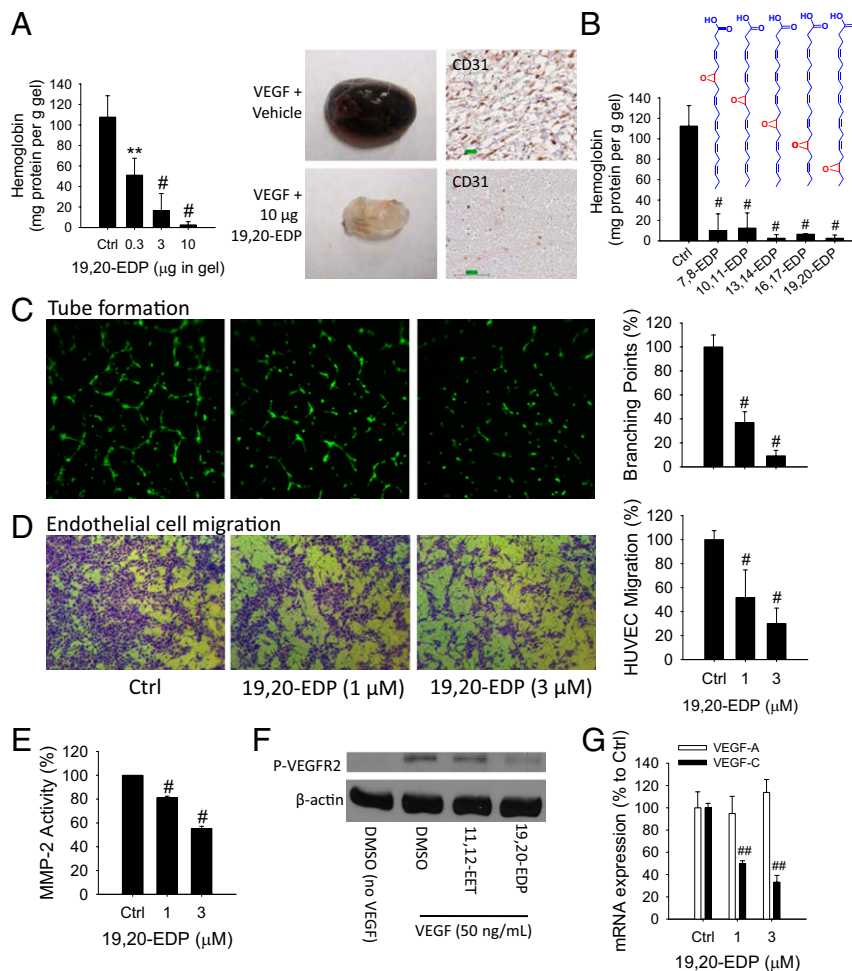 A
Hemoglobin
(mg protein per g gel)
140
120
100
80
60
40
20
0
**
#
#
Ctrl 0.3 3 10
19,20-EDP (μg in gel)
VEGF +
Vehicle
CD31
VEGF +
10 μg
19,20-EDP
CD31
B
HO
O
O
HO
O
O
HO
O
O
HO
O
O
HO
O
O
Hemoglobin
(mg protein per g gel)
140
120
100
80
60
40
20
0
# # # # #
Ctrl
7,8-EDP
10,11-EDP
13,14-EDP
16,17-EDP
19,20-EDP
C Tube formation
Branching Points (%)
120
100
80
60
40
20
0
#
#
D Endothelial cell migration
Ctrl
19,20-EDP (1 μM)
19,20-EDP (3 μM)
HUVEC Migration (%)
120
100
80
60
40
20
0
#
#
Ctrl 1 3
19,20-EDP (μM)
E
MMP-2 Activity (%)
120
100
80
60
40
20
0
#
#
Ctrl 1 3
19,20-EDP (μM)
F
P-VEGFR2
β-actin
DMSO (no VEGF)
DMSO
11,12-EET
19,20-EDP
VEGF (50 ng/mL)
G
VEGF-A
VEGF-C
mRNA expression (% to Ctrl)
140
120
100
80
60
40
20
0
##
##
Ctrl 1 3
19,20-EDP (μM)